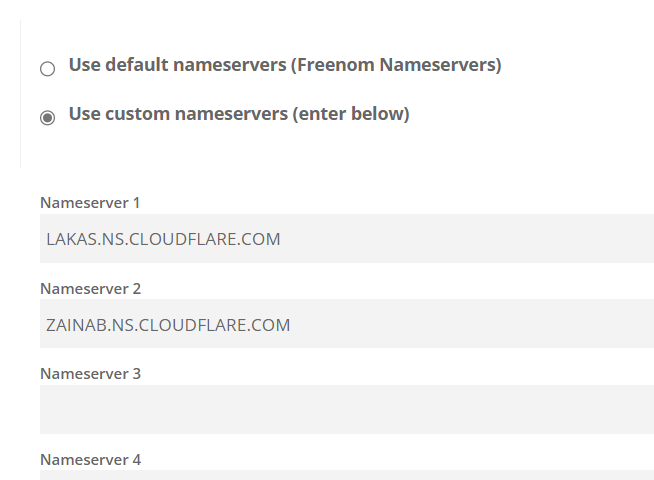 Use default nameservers (Freenom Nameservers)
Use custom nameservers (enter below)
Nameserver 1
LAKAS.NS.CLOUDFLARE.COM
Nameserver 2
ZAINAB.NS.CLOUDFLARE.COM
Nameserver 3
Nameserver 4